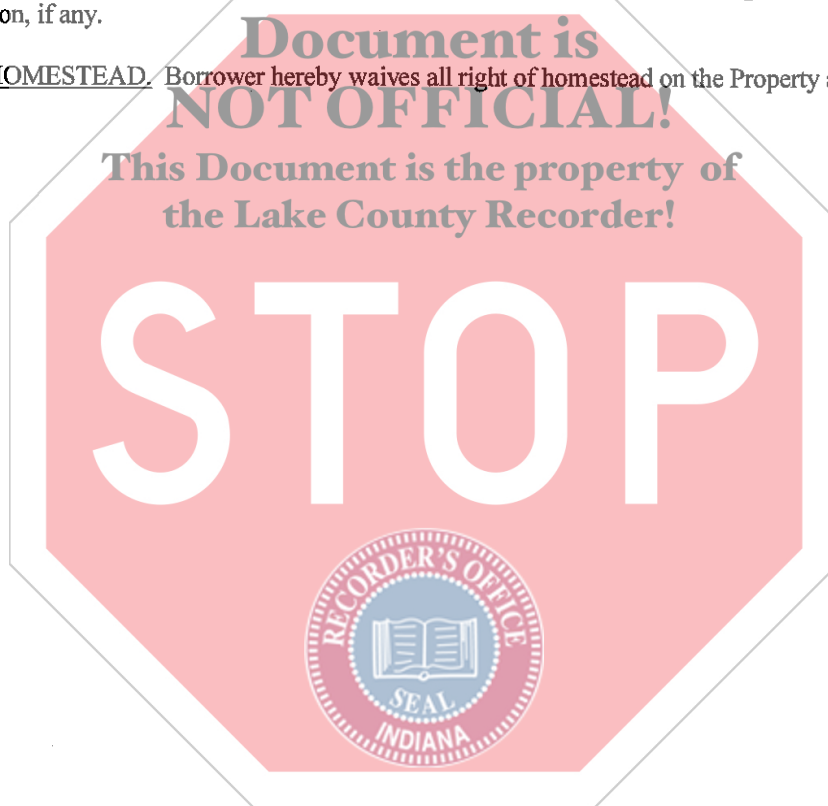 on, if any.
Document is
HOMESTEAD. Borrower hereby waives all right of homestead on the Property
NOT OFFICIAL!
This Document is the property of
the Lake County Recorder!
STOP
RECORDER'S OFFICE
SEAL
INDIANA